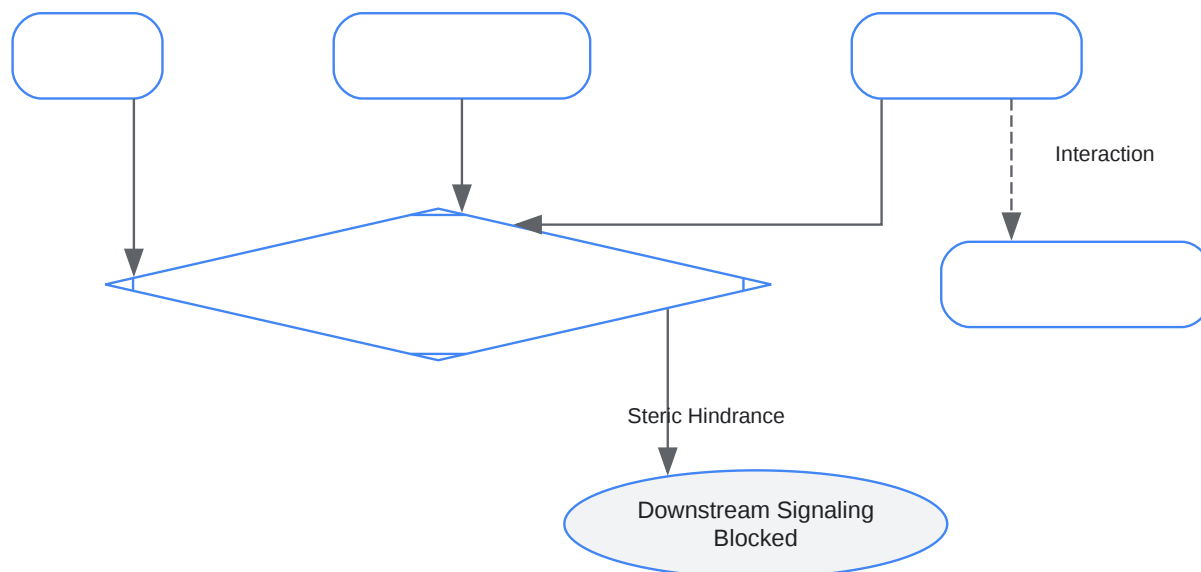 Interaction
Steric Hindrance
Downstream Signaling
Blocked